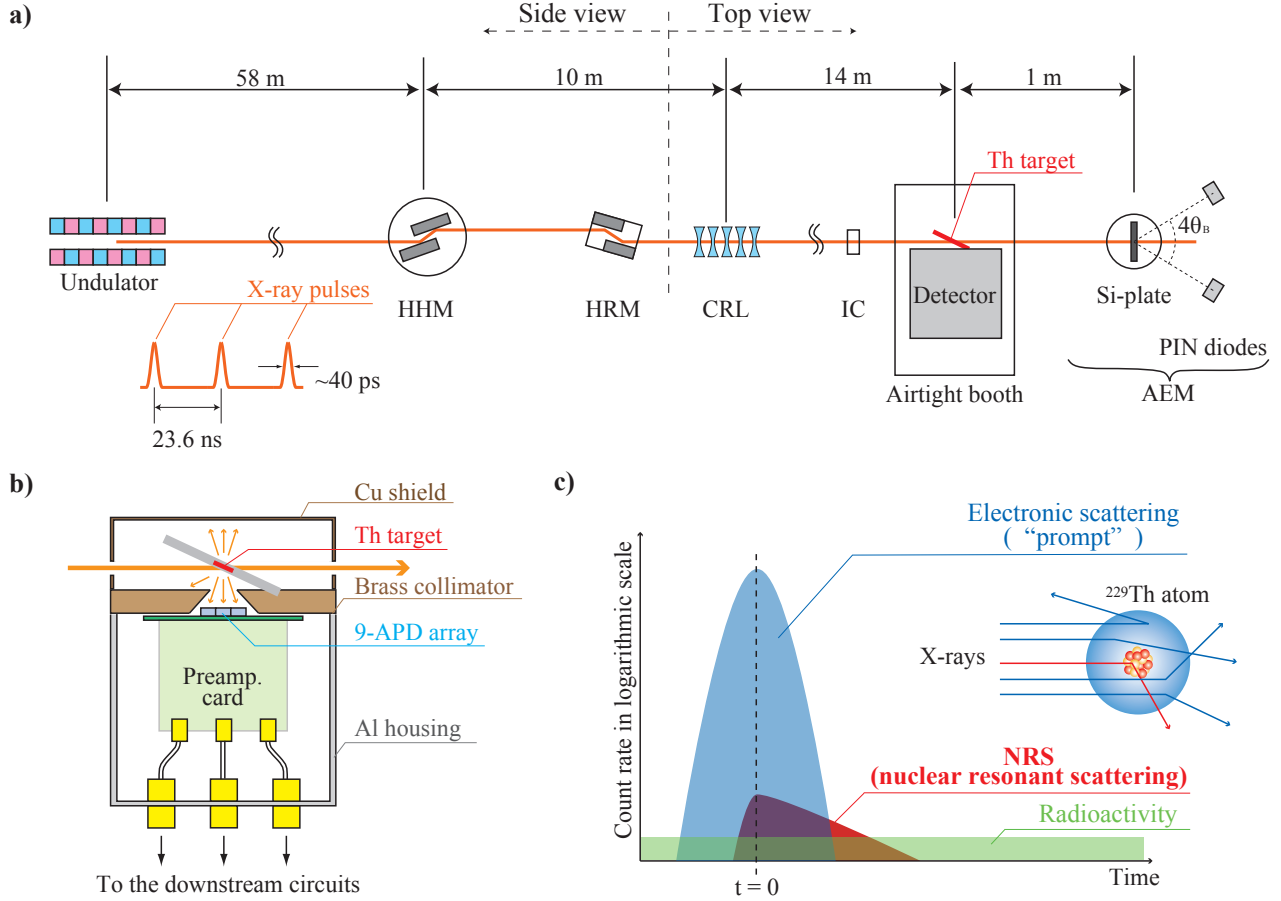 a)
Side view
Top view
58 m
10 m
14 m
1 m
Th target
4θB
Undulator
X-ray pulses
HHM
HRM
CRL
IC
Detector
Si-plate
~40 ps
23.6 ns
Airtight booth
PIN diodes
AEM
b)
Cu shield
Th target
Brass collimator
9-APD array
Preamp.
card
Al housing
To the downstream circuits
c)
Count rate in logarithmic scale
Electronic scattering
( “prompt” )
229Th atom
X-rays
NRS
(nuclear resonant scattering)
Radioactivity
Time
t = 0